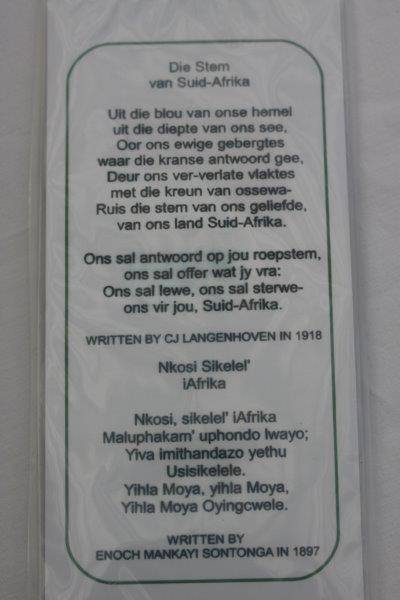 Die Stem
van Suid-Afrika
Uit die blou van onse hemel
uit die diepte van ons see,
Oor ons ewige gebergtes
waar die kranse antwoord gee,
Deur ons ver-verlate vlaktes
met die kreun van ossewa-
Ruis die stem van ons geliefde,
van ons land Suid-Afrika.
Ons sal antwoord op jou roepstem,
ons sal offer wat jy vra:
Ons sal lewe, ons sal sterwe-
ons vir jou, Suid-Afrika.
WRITTEN BY CJ LANGENHOVEN IN 1918
Nkosi Sikelel'
iAfrika
Nkosi, sikelel' iAfrika
Maluphakam' uphondo lwayo;
Yiva imithandazo yethu
Usisikelele.
Yihla Moya, yihla Moya,
Yihla Moya Oyingcwele.
WRITTEN BY
ENOCH MANKAYI SONTONGA IN 1897